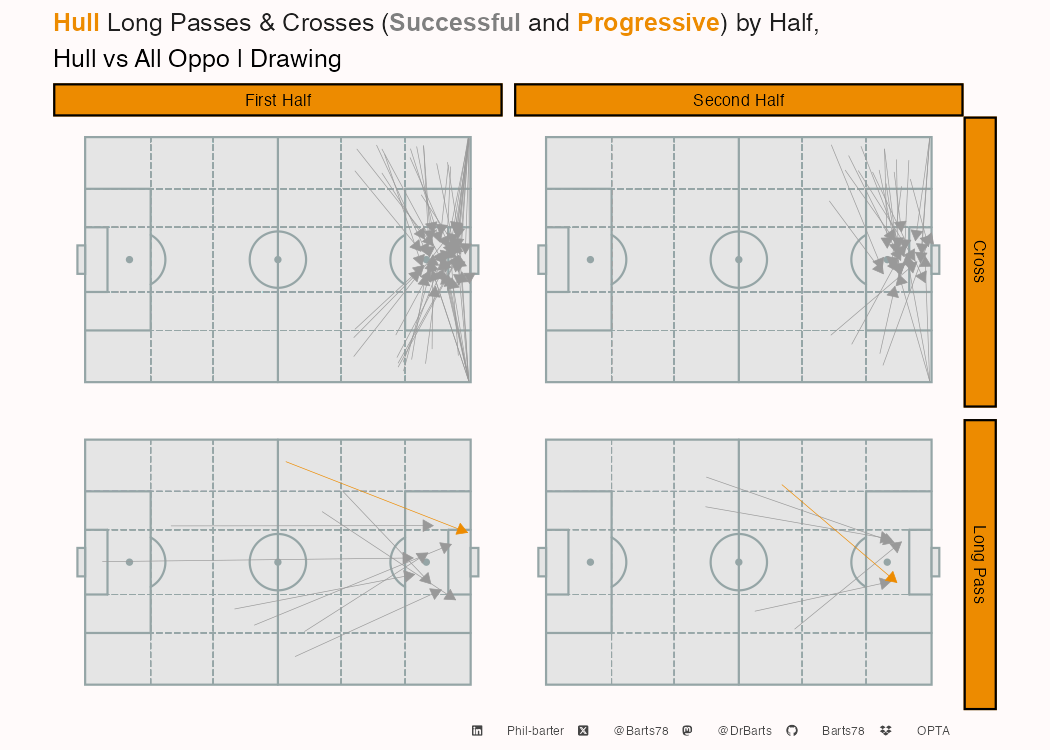 Hull Long Passes & Crosses (Successful and Progressive) by Half,
Hull vs All Oppo | Drawing
First Half
Second Half
Cross
Long Pass
Phil-barter @Barts78 @DrBarts Barts78 OPTA